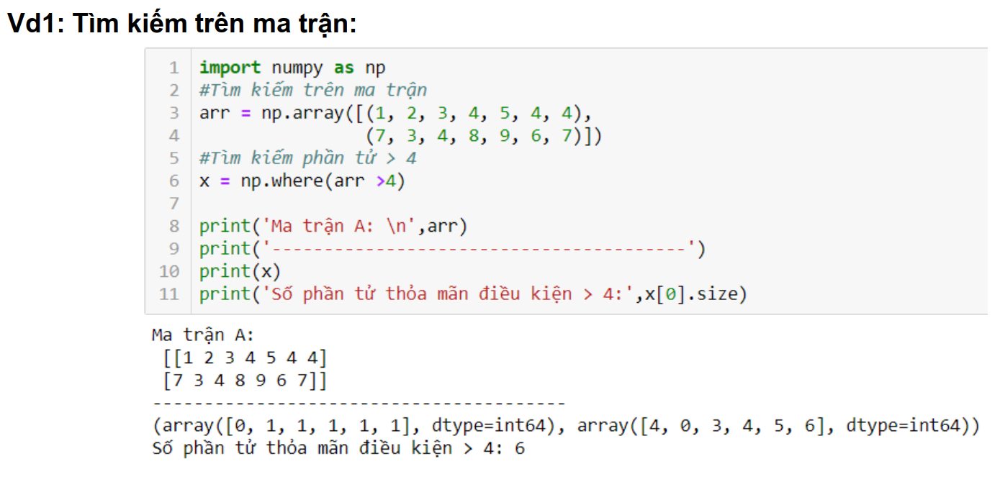 Vd1: Tìm kiếm trên ma trận:
1 import numpy as np
2 #Tìm kiếm trên ma trận
3 arr = np.array([(1, 2, 3, 4, 5, 4, 4),
4                 (7, 3, 4, 8, 9, 6, 7)])
5 #Tìm kiếm phần tử > 4
6 x = np.where(arr >4)
7
8 print('Ma trận A: \n',arr)
9 print('----------------------------------------')
10 print(x)
11 print('Số phần tử thỏa mãn điều kiện > 4:',x[0].size)
Ma trận A:
 [[1 2 3 4 5 4 4]
 [7 3 4 8 9 6 7]]
----------------------------------------
(array([0, 1, 1, 1, 1, 1], dtype=int64), array([4, 0, 3, 4, 5, 6], dtype=int64))
Số phần tử thỏa mãn điều kiện > 4: 6